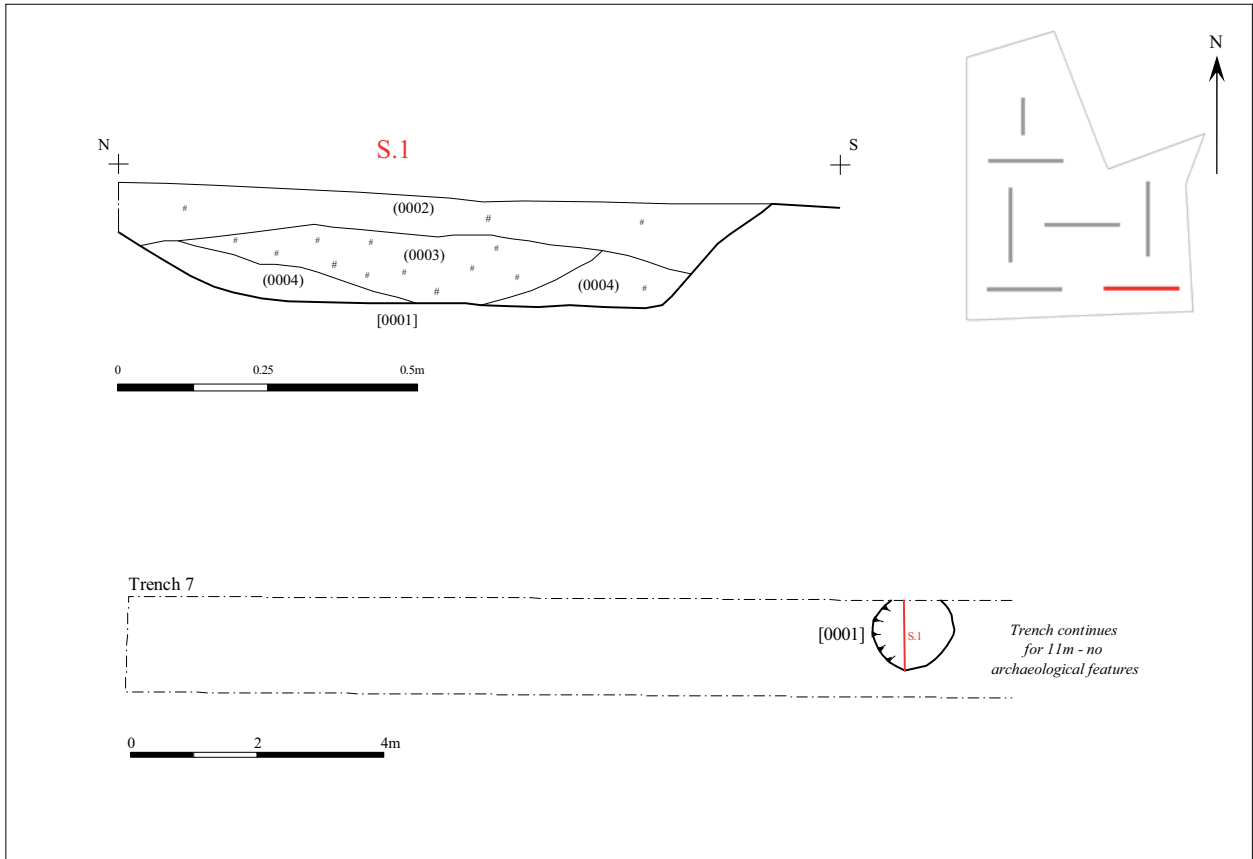 N
S.1
S
N
(0002)
(0003)
(0004)
(0004)
[0001]
0
0.25
0.5m
Trench 7
[0001]
S.1
Trench continues
for 11m - no
archaeological features
0
2
4m